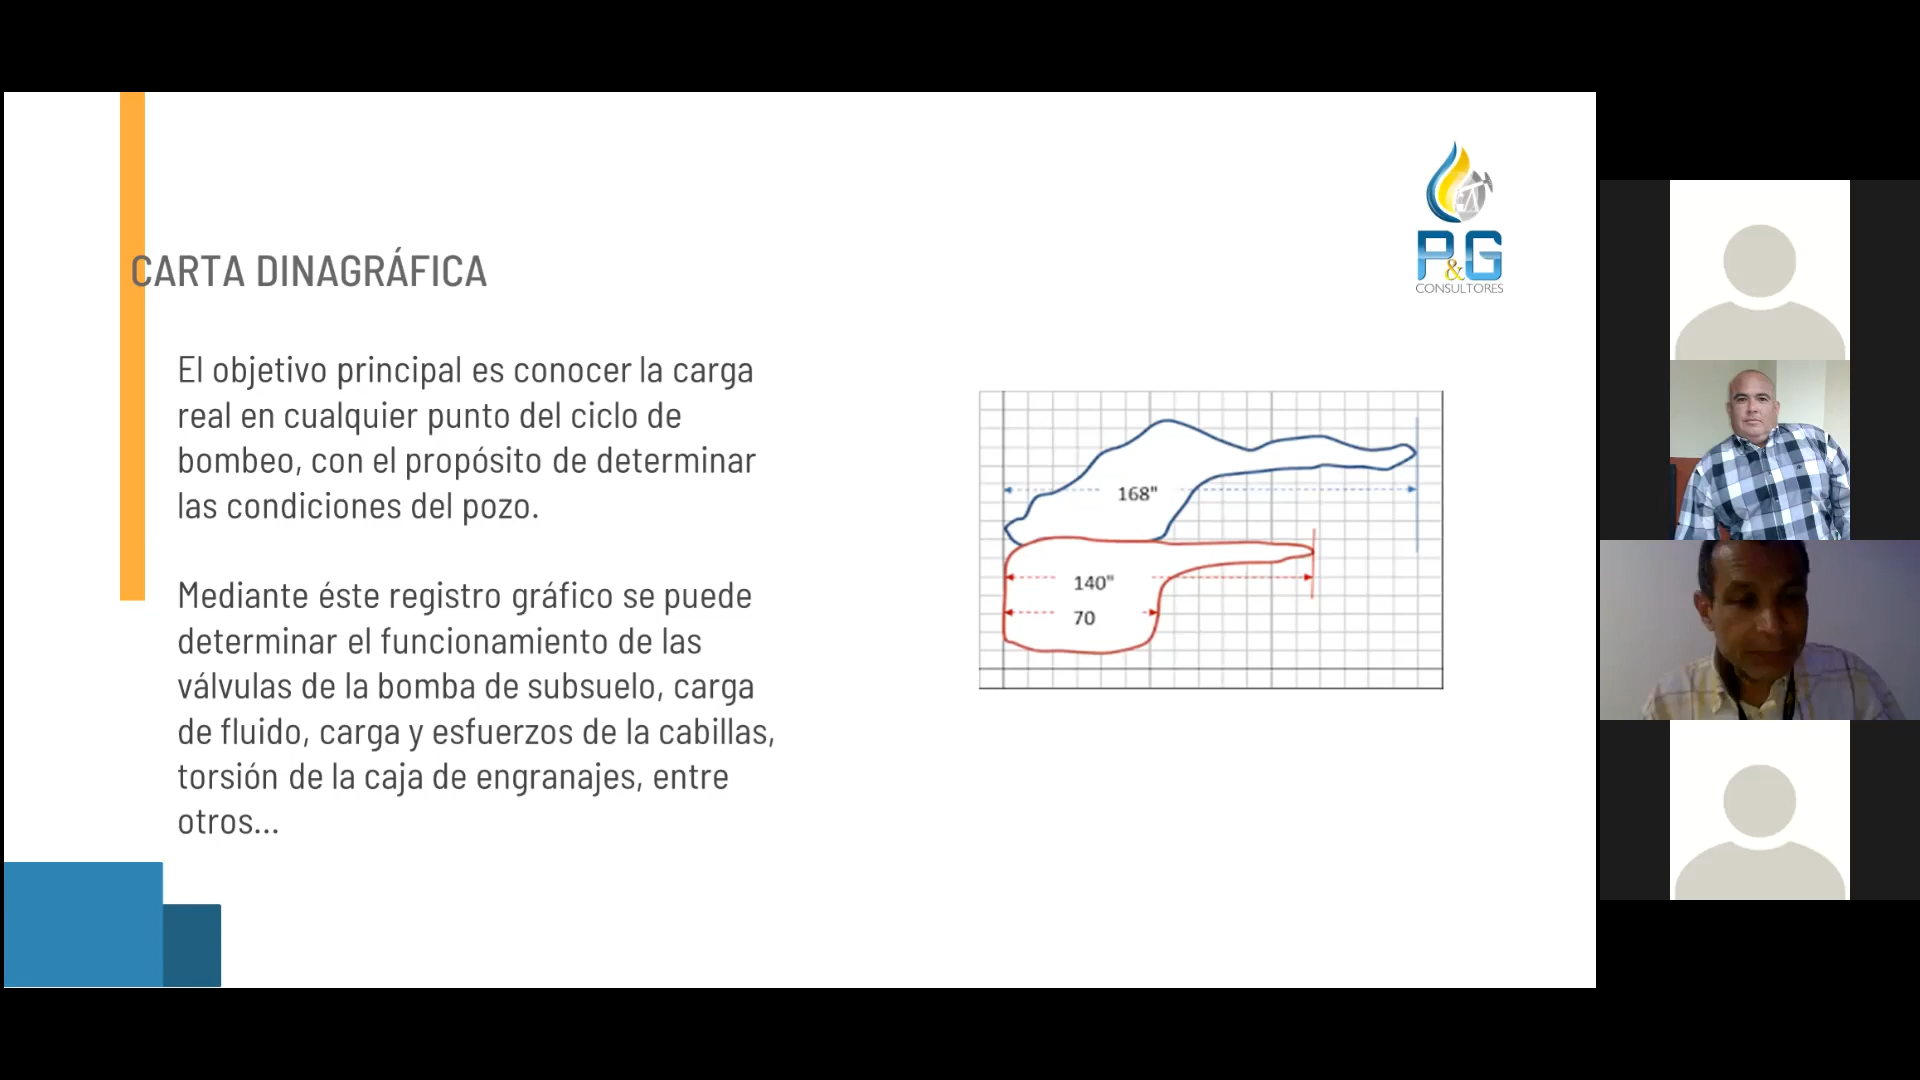 P&G
CONSULTORES
CARTA DINAGRÁFICA
El objetivo principal es conocer la carga
real en cualquier punto del ciclo de
bombeo, con el propósito de determinar
las condiciones del pozo.
Mediante éste registro gráfico se puede
determinar el funcionamiento de las
válvulas de la bomba de subsuelo, carga
de fluido, carga y esfuerzos de la cabillas,
torsión de la caja de engranajes, entre
otros...
168"
140"
70